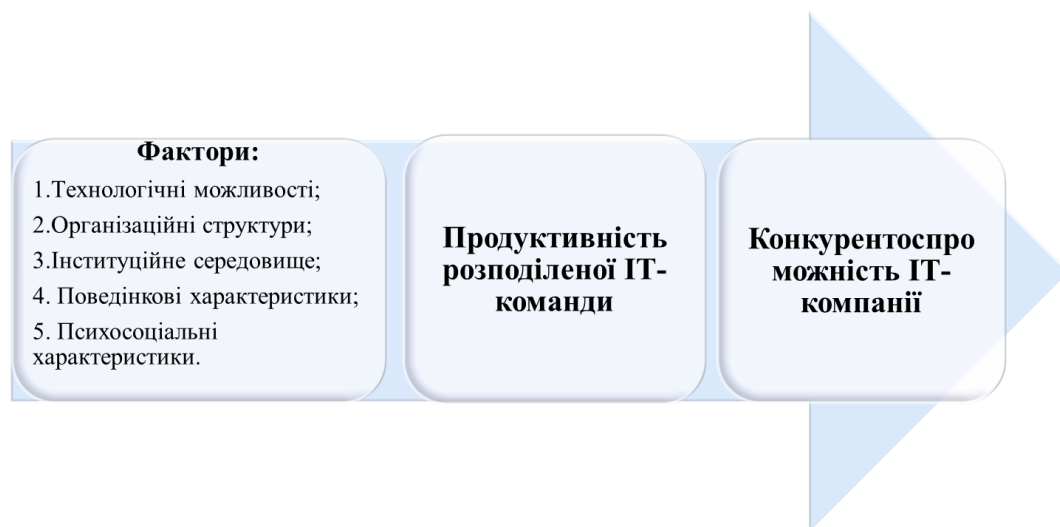 Фактори:
1.Технологічні можливості;
2.Організаційні структури;
3.Інституційне середовище;
4. Поведінкові характеристики;
5. Психосоціальні
характеристики.
Продуктивність
розподіленої ІТ-
команди
Конкурентоспро
можність ІТ-
компанії